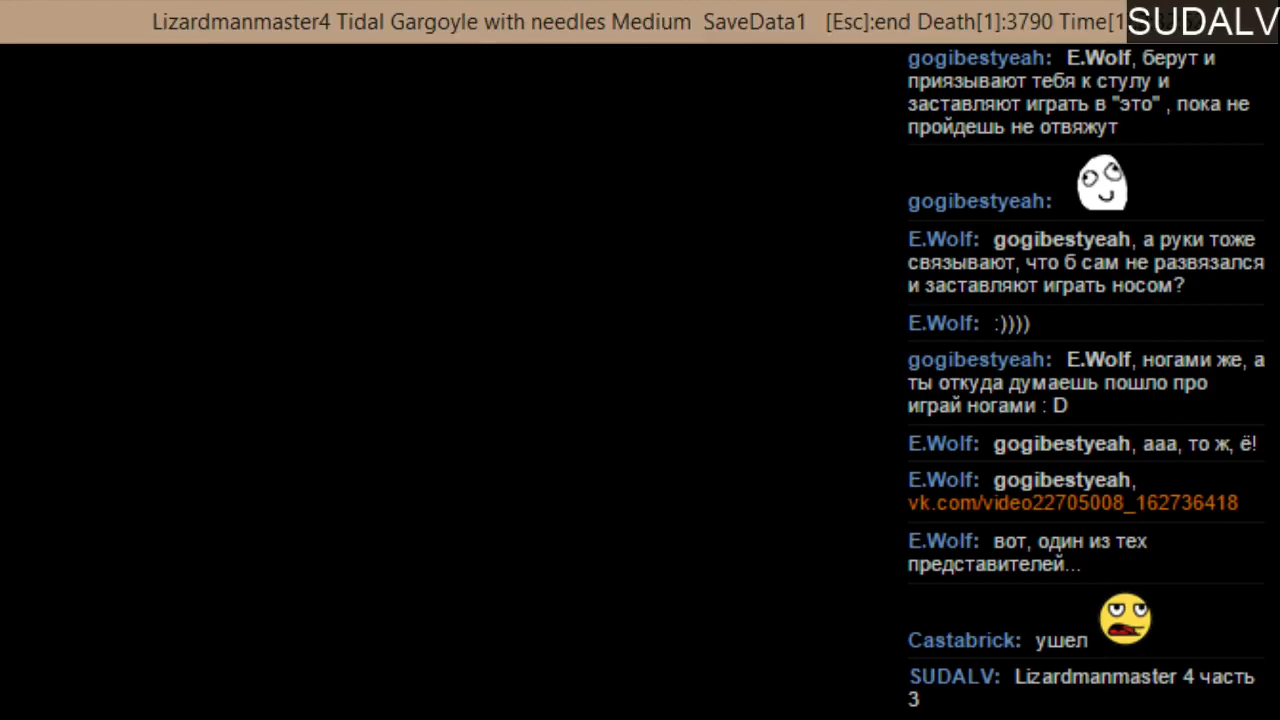 Lizardmanmaster4 Tidal Gargoyle with needles Medium SaveData1 [Esc]:end Death[1]:3790 Time[1
SUDALV
gogibestyeah: E.Wolf, берут и
приязывают тебя к стулу и
заставляют играть в "это" , пока не
пройдешь не отвяжут
gogibestyeah:
E.Wolf: gogibestyeah, а руки тоже
связывают, что б сам не развязался
и заставляют играть носом?
E.Wolf: :))))
gogibestyeah: E.Wolf, ногами же, а
ты откуда думаешь пошло про
играй ногами : D
E.Wolf: gogibestyeah, ааа, то ж, ё!
E.Wolf: gogibestyeah,
vk.com/video22705008_162736418
E.Wolf: вот, один из тех
представителей...
Castabrick: ушел
SUDALV: Lizardmanmaster 4 часть
3